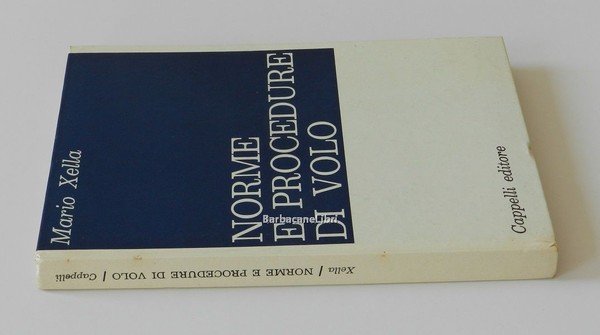 Mario Xella
NORME
E PROCEDURE
DI VOLO
Cappelli editore
Xella / NORME E PROCEDURE DI VOLO / Cappelli
BarbacaneLibri